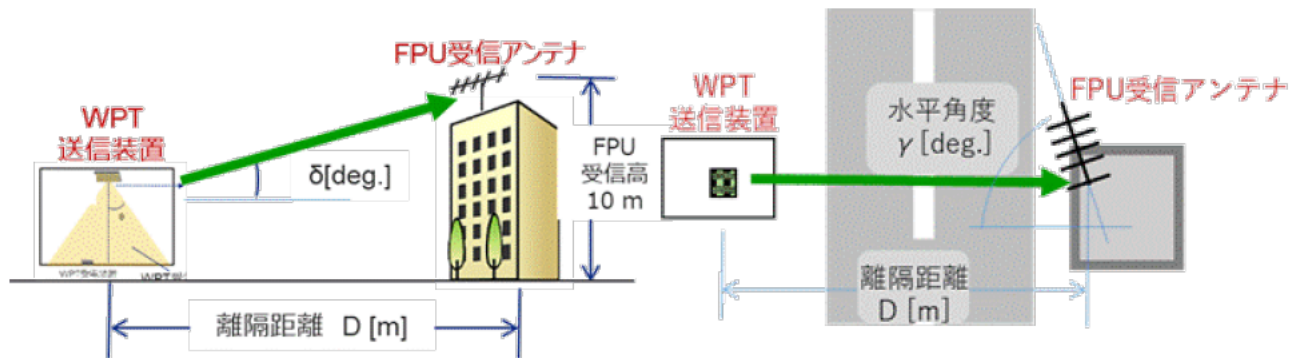 FPU受信アンテナ
WPT
送信装置
δ[deg.]
FPU
受信高
10 m
離隔距離 D [m]
WPT
送信装置
水平角度
γ [deg.]
FPU受信アンテナ
離隔距離
D [m]